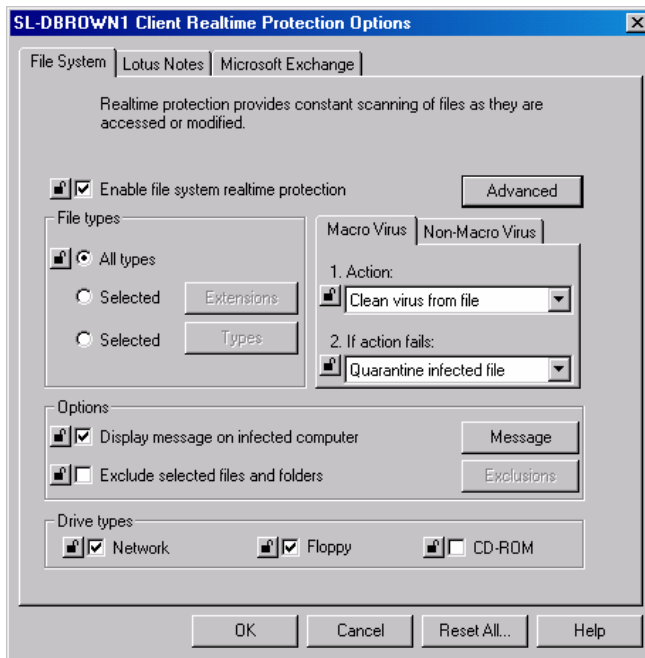 SL-DBROWN1 Client Realtime Protection Options
File System Lotus Notes Microsoft Exchange
Realtime protection provides constant scanning of files as they are
accessed or modified.
Enable file system realtime protection Advanced
File types
Macro Virus Non-Macro Virus
All types
1. Action:
Selected Extensions
Clean virus from file
Selected Types
2. If action fails:
Quarantine infected file
Options
Display message on infected computer Message
Exclude selected files and folders Exclusions
Drive types
Network Floppy CD-ROM
OK Cancel Reset All... Help